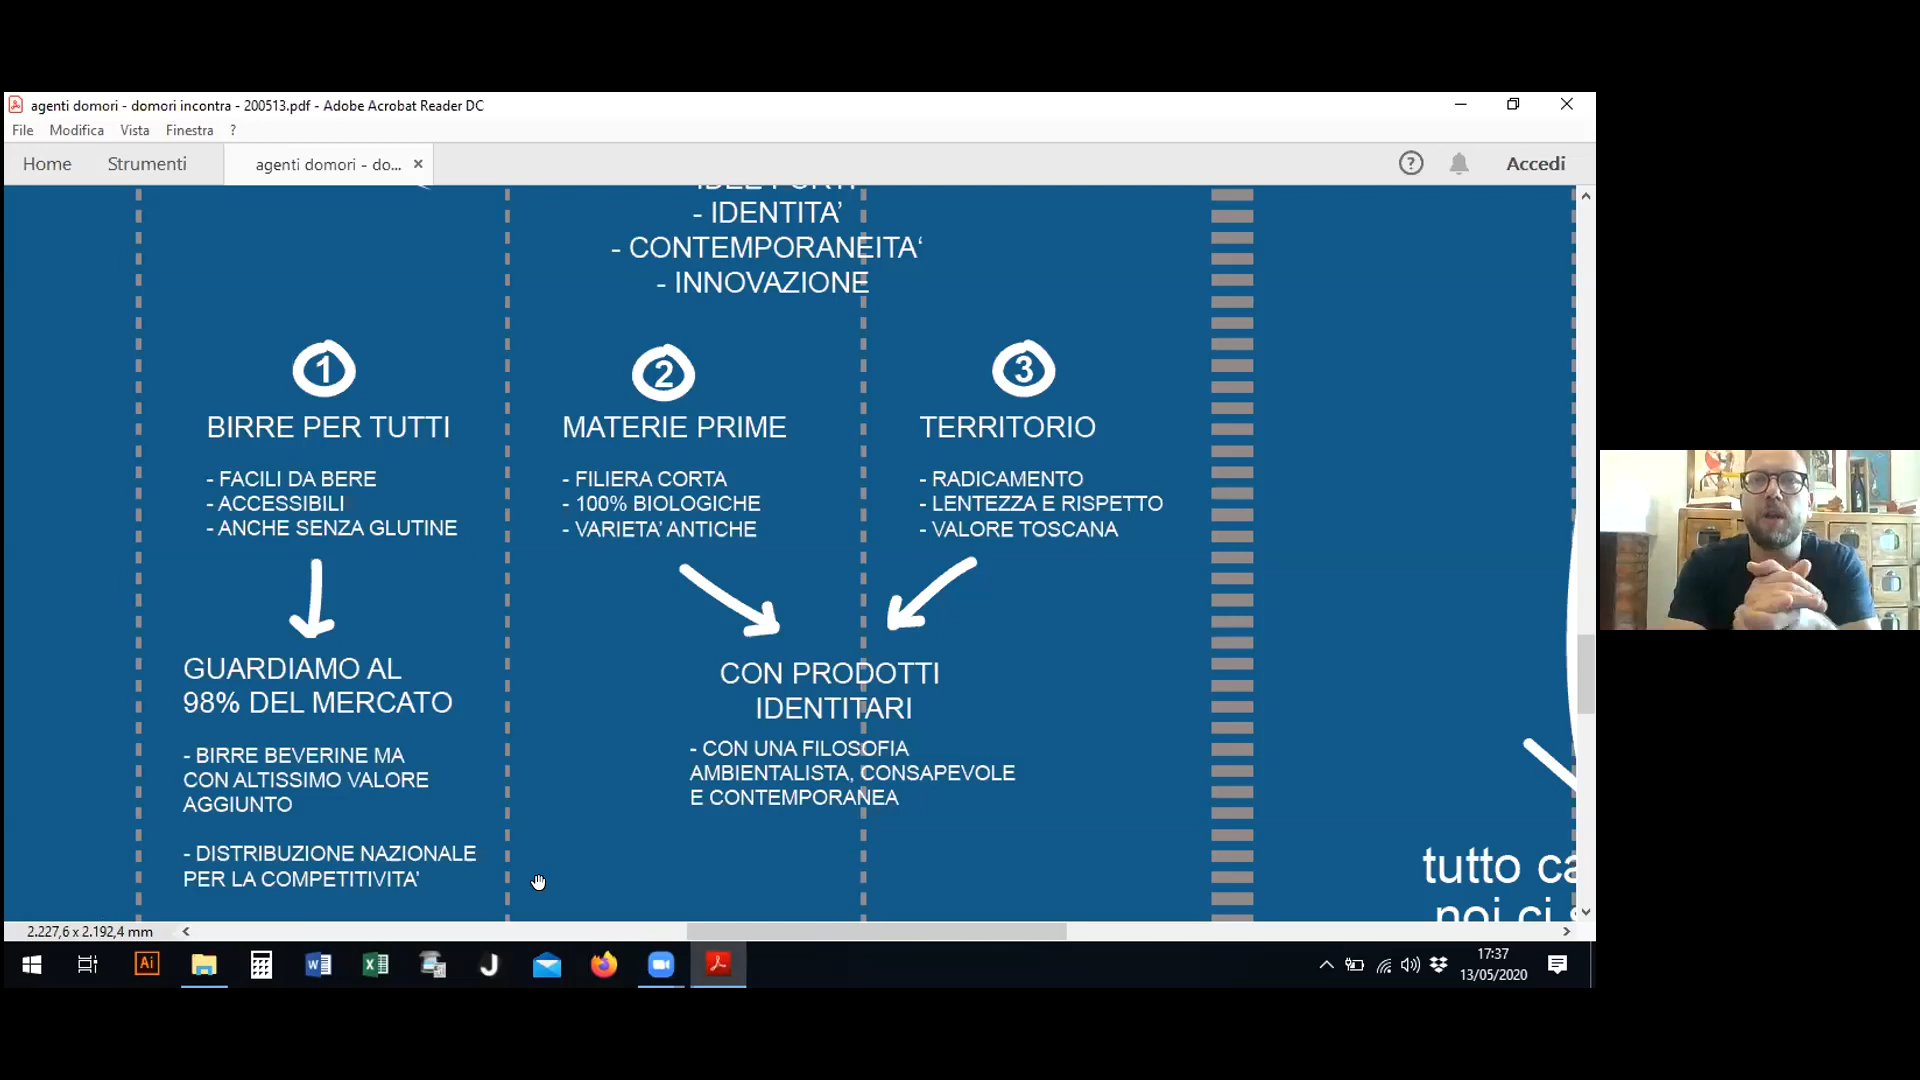 agenti domori - domori incontra - 200513.pdf - Adobe Acrobat Reader DC
File Modifica Vista Finestra ?
Home Strumenti agenti domori - do... × ? Accedi
- IDENTITA’
- CONTEMPORANEITA‘
- INNOVAZIONE
1
BIRRE PER TUTTI
- FACILI DA BERE
- ACCESSIBILI
- ANCHE SENZA GLUTINE
GUARDIAMO AL
98% DEL MERCATO
- BIRRE BEVERINE MA
CON ALTISSIMO VALORE
AGGIUNTO
- DISTRIBUZIONE NAZIONALE
PER LA COMPETITIVITA’
2
MATERIE PRIME
- FILIERA CORTA
- 100% BIOLOGICHE
- VARIETA’ ANTICHE
3
TERRITORIO
- RADICAMENTO
- LENTEZZA E RISPETTO
- VALORE TOSCANA
CON PRODOTTI
IDENTITARI
- CON UNA FILOSOFIA
AMBIENTALISTA, CONSAPEVOLE
E CONTEMPORANEA
tutto ca
noi ci s
2.227,6 x 2.192,4 mm
Ai
17:37
13/05/2020